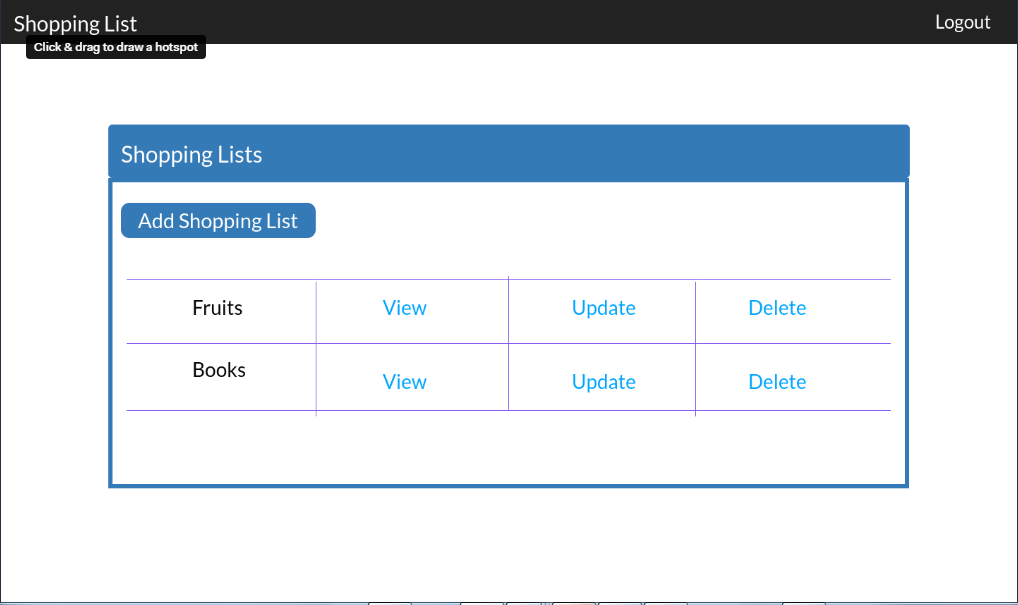 Shopping List Logout
Click & drag to draw a hotspot
Shopping Lists
Add Shopping List
Fruits View Update Delete
Books View Update Delete